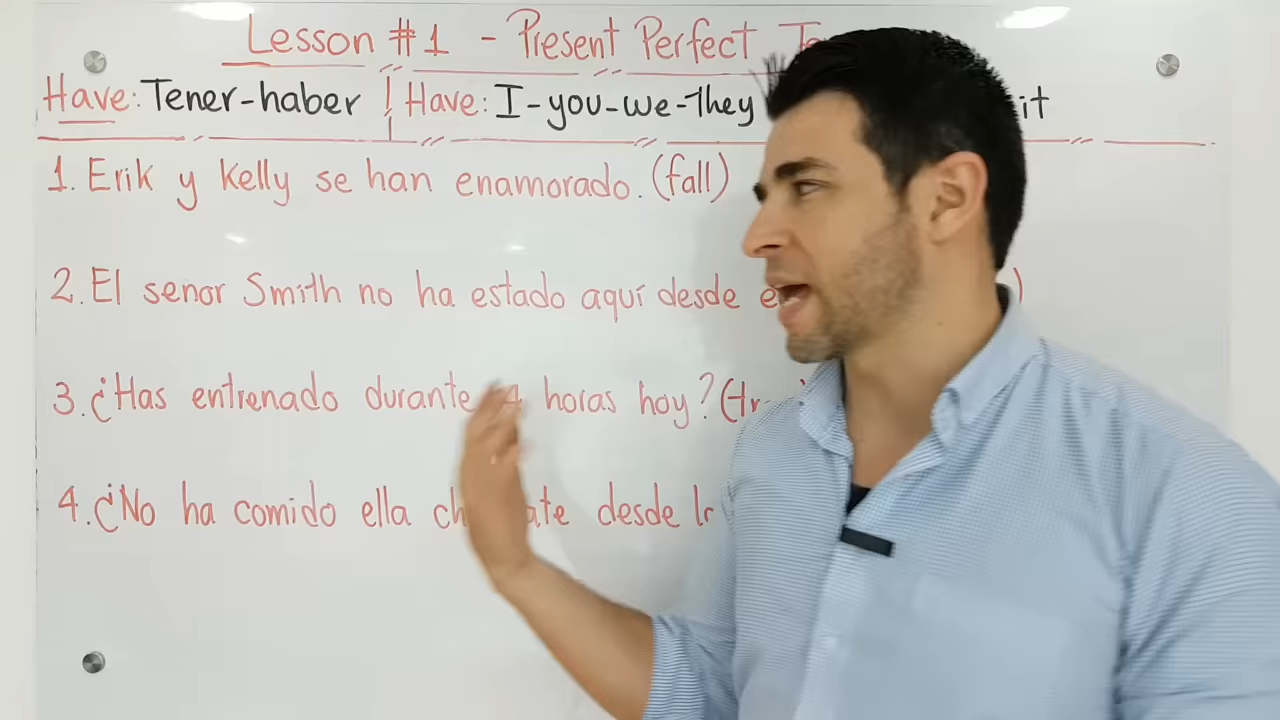 Lesson #1 - Present Perfect
Have: Tener-haber | Have: I-you-we-They it
1. Erik y Kelly se han enamorado. (fall)
2. El senor Smith no ha estado aquí desde
3. ¿Has entrenado durante 4 horas hoy?
4. ¿No ha comido ella desde